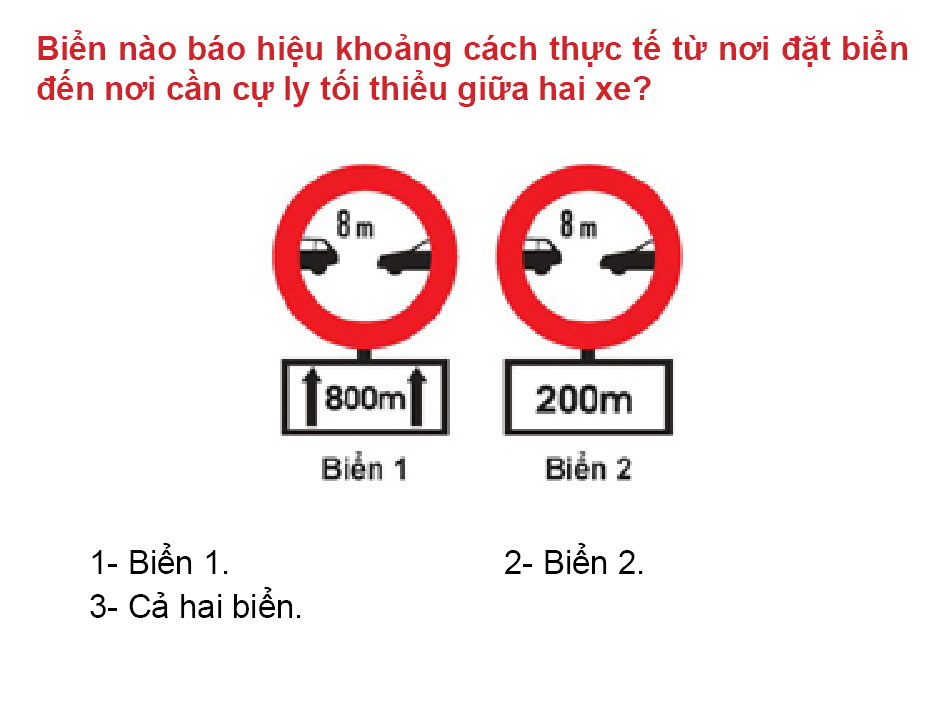 Biển nào báo hiệu khoảng cách thực tế từ nơi đặt biển
đến nơi cần cự ly tối thiểu giữa hai xe?
8 m 8 m
800m 200m
Biển 1 Biển 2
1- Biển 1. 2- Biển 2.
3- Cả hai biển.